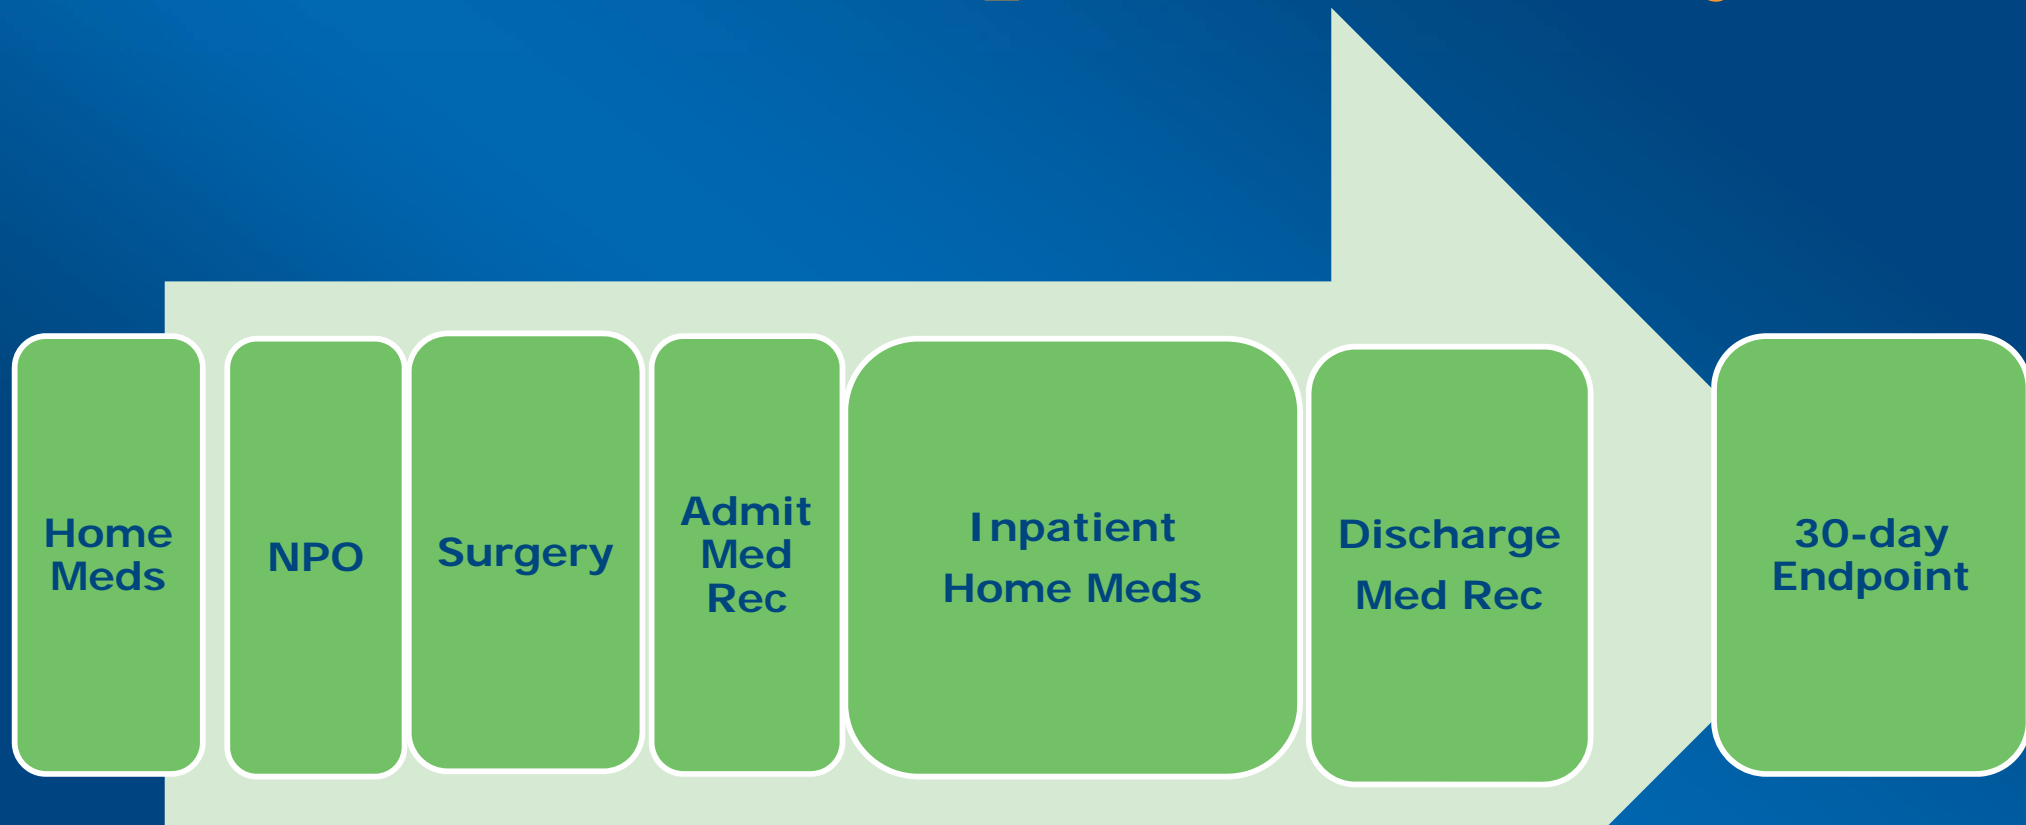 Home
Meds
NPO
Surgery
Admit
Med
Rec
Inpatient
Home Meds
Discharge
Med Rec
30-day
Endpoint